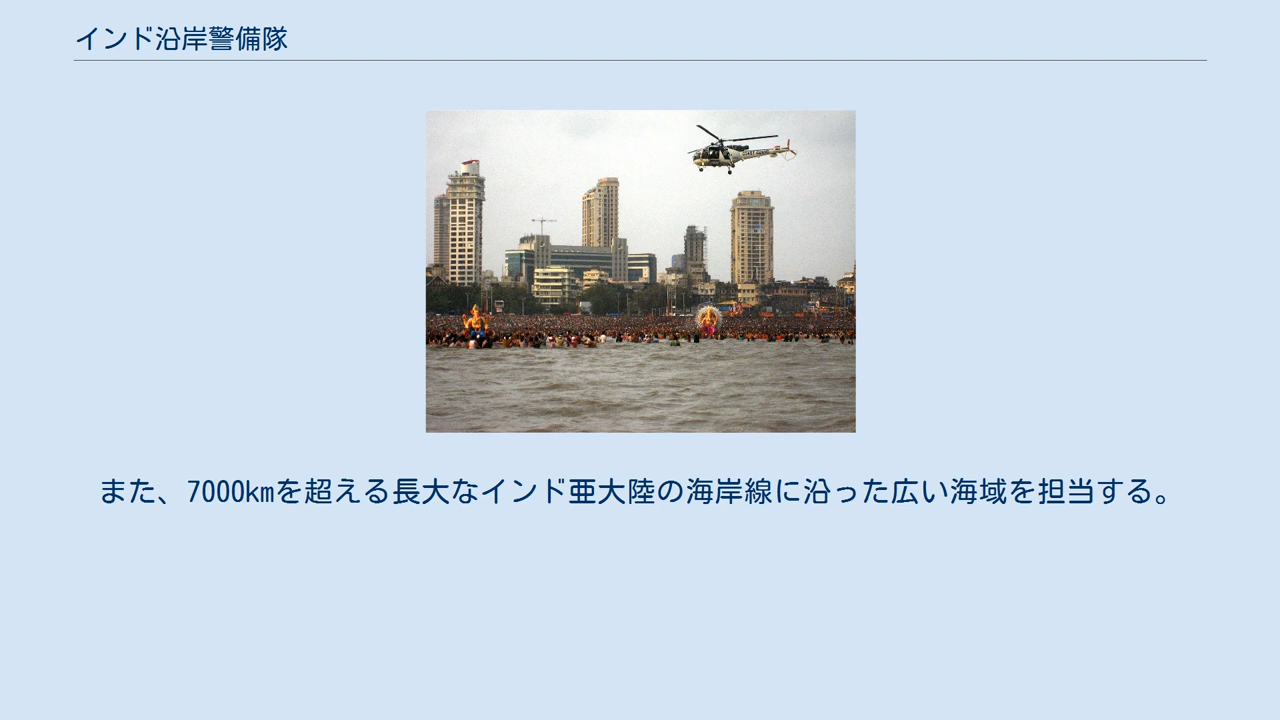 インド沿岸警備隊
また、7000kmを超える長大なインド亜大陸の海岸線に沿った広い海域を担当する。